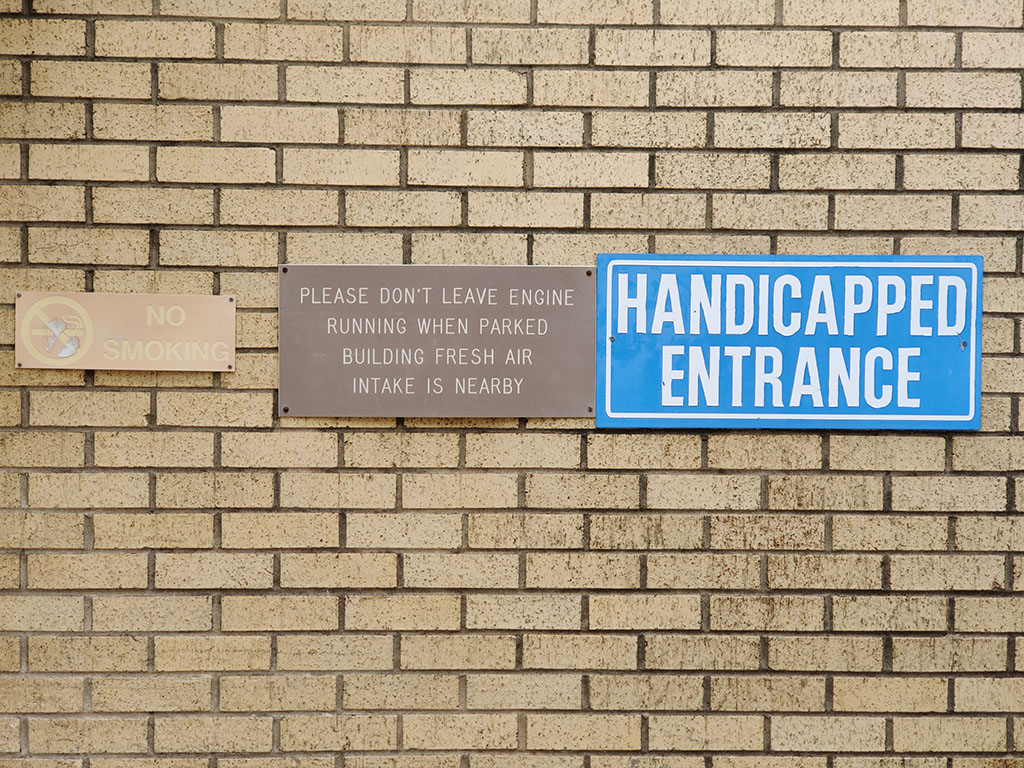 NO
SMOKING
PLEASE DON'T LEAVE ENGINE
RUNNING WHEN PARKED
BUILDING FRESH AIR
INTAKE IS NEARBY
HANDICAPPED
ENTRANCE